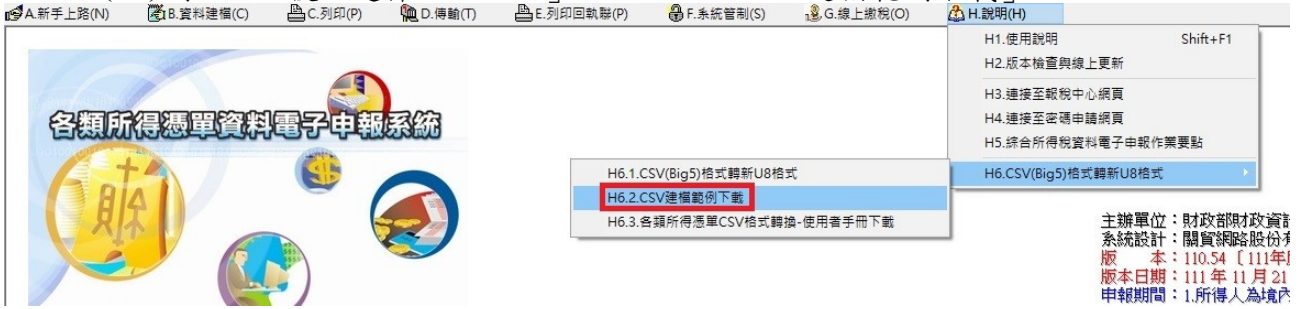 A.新手上路(N) B.資料建檔(C) C.列印(P) D.傳輸(T) E.列印回執聯(P) F.系統管制(S) G.線上繳稅(O) H.說明(H)
H1.使用說明 Shift+F1
H2.版本檢查與線上更新
H3.連接至報稅中心網頁
H4.連接至密碼申請網頁
H5.綜合所得稅資料電子申報作業要點
H6.CSV(Big5)格式轉新U8格式
各類所得憑單資料電子申報系統
H6.1.CSV(Big5)格式轉新U8格式
H6.2.CSV建檔範例下載
H6.3.各類所得憑單CSV格式轉換-使用者手冊下載
主辦單位：財政部財政資訊
系統設計：關貿網路股份有
版 本：110.54〔111年
版本日期：111年11月21
申報期間：1.所得人為境內